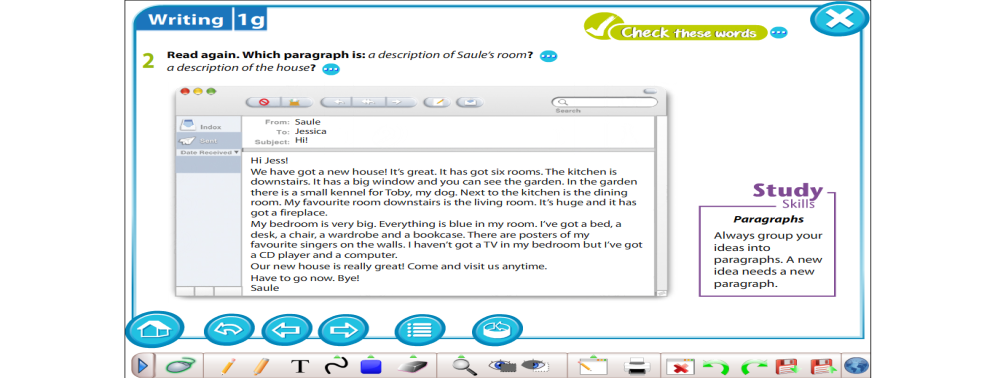 Writing 1g
Check these words
2 Read again. Which paragraph is: a description of Saule's room?
a description of the house?
Search
Index
Sent
Date Received
From: Saule
To: Jessica
Subject: Hi!
Hi Jess!
We have got a new house! It's great. It has got six rooms. The kitchen is
downstairs. It has a big window and you can see the garden. In the garden
there is a small kennel for Toby, my dog. Next to the kitchen is the dining
room. My favourite room downstairs is the living room. It's huge and it has
got a fireplace.
My bedroom is very big. Everything is blue in my room. I've got a bed, a
desk, a chair, a wardrobe and a bookcase. There are posters of my
favourite singers on the walls. I haven't got a TV in my bedroom but I've got
a CD player and a computer.
Our new house is really great! Come and visit us anytime.
Have to go now. Bye!
Saule
Study
Skills
Paragraphs
Always group your
ideas into
paragraphs. A new
idea needs a new
paragraph.
T